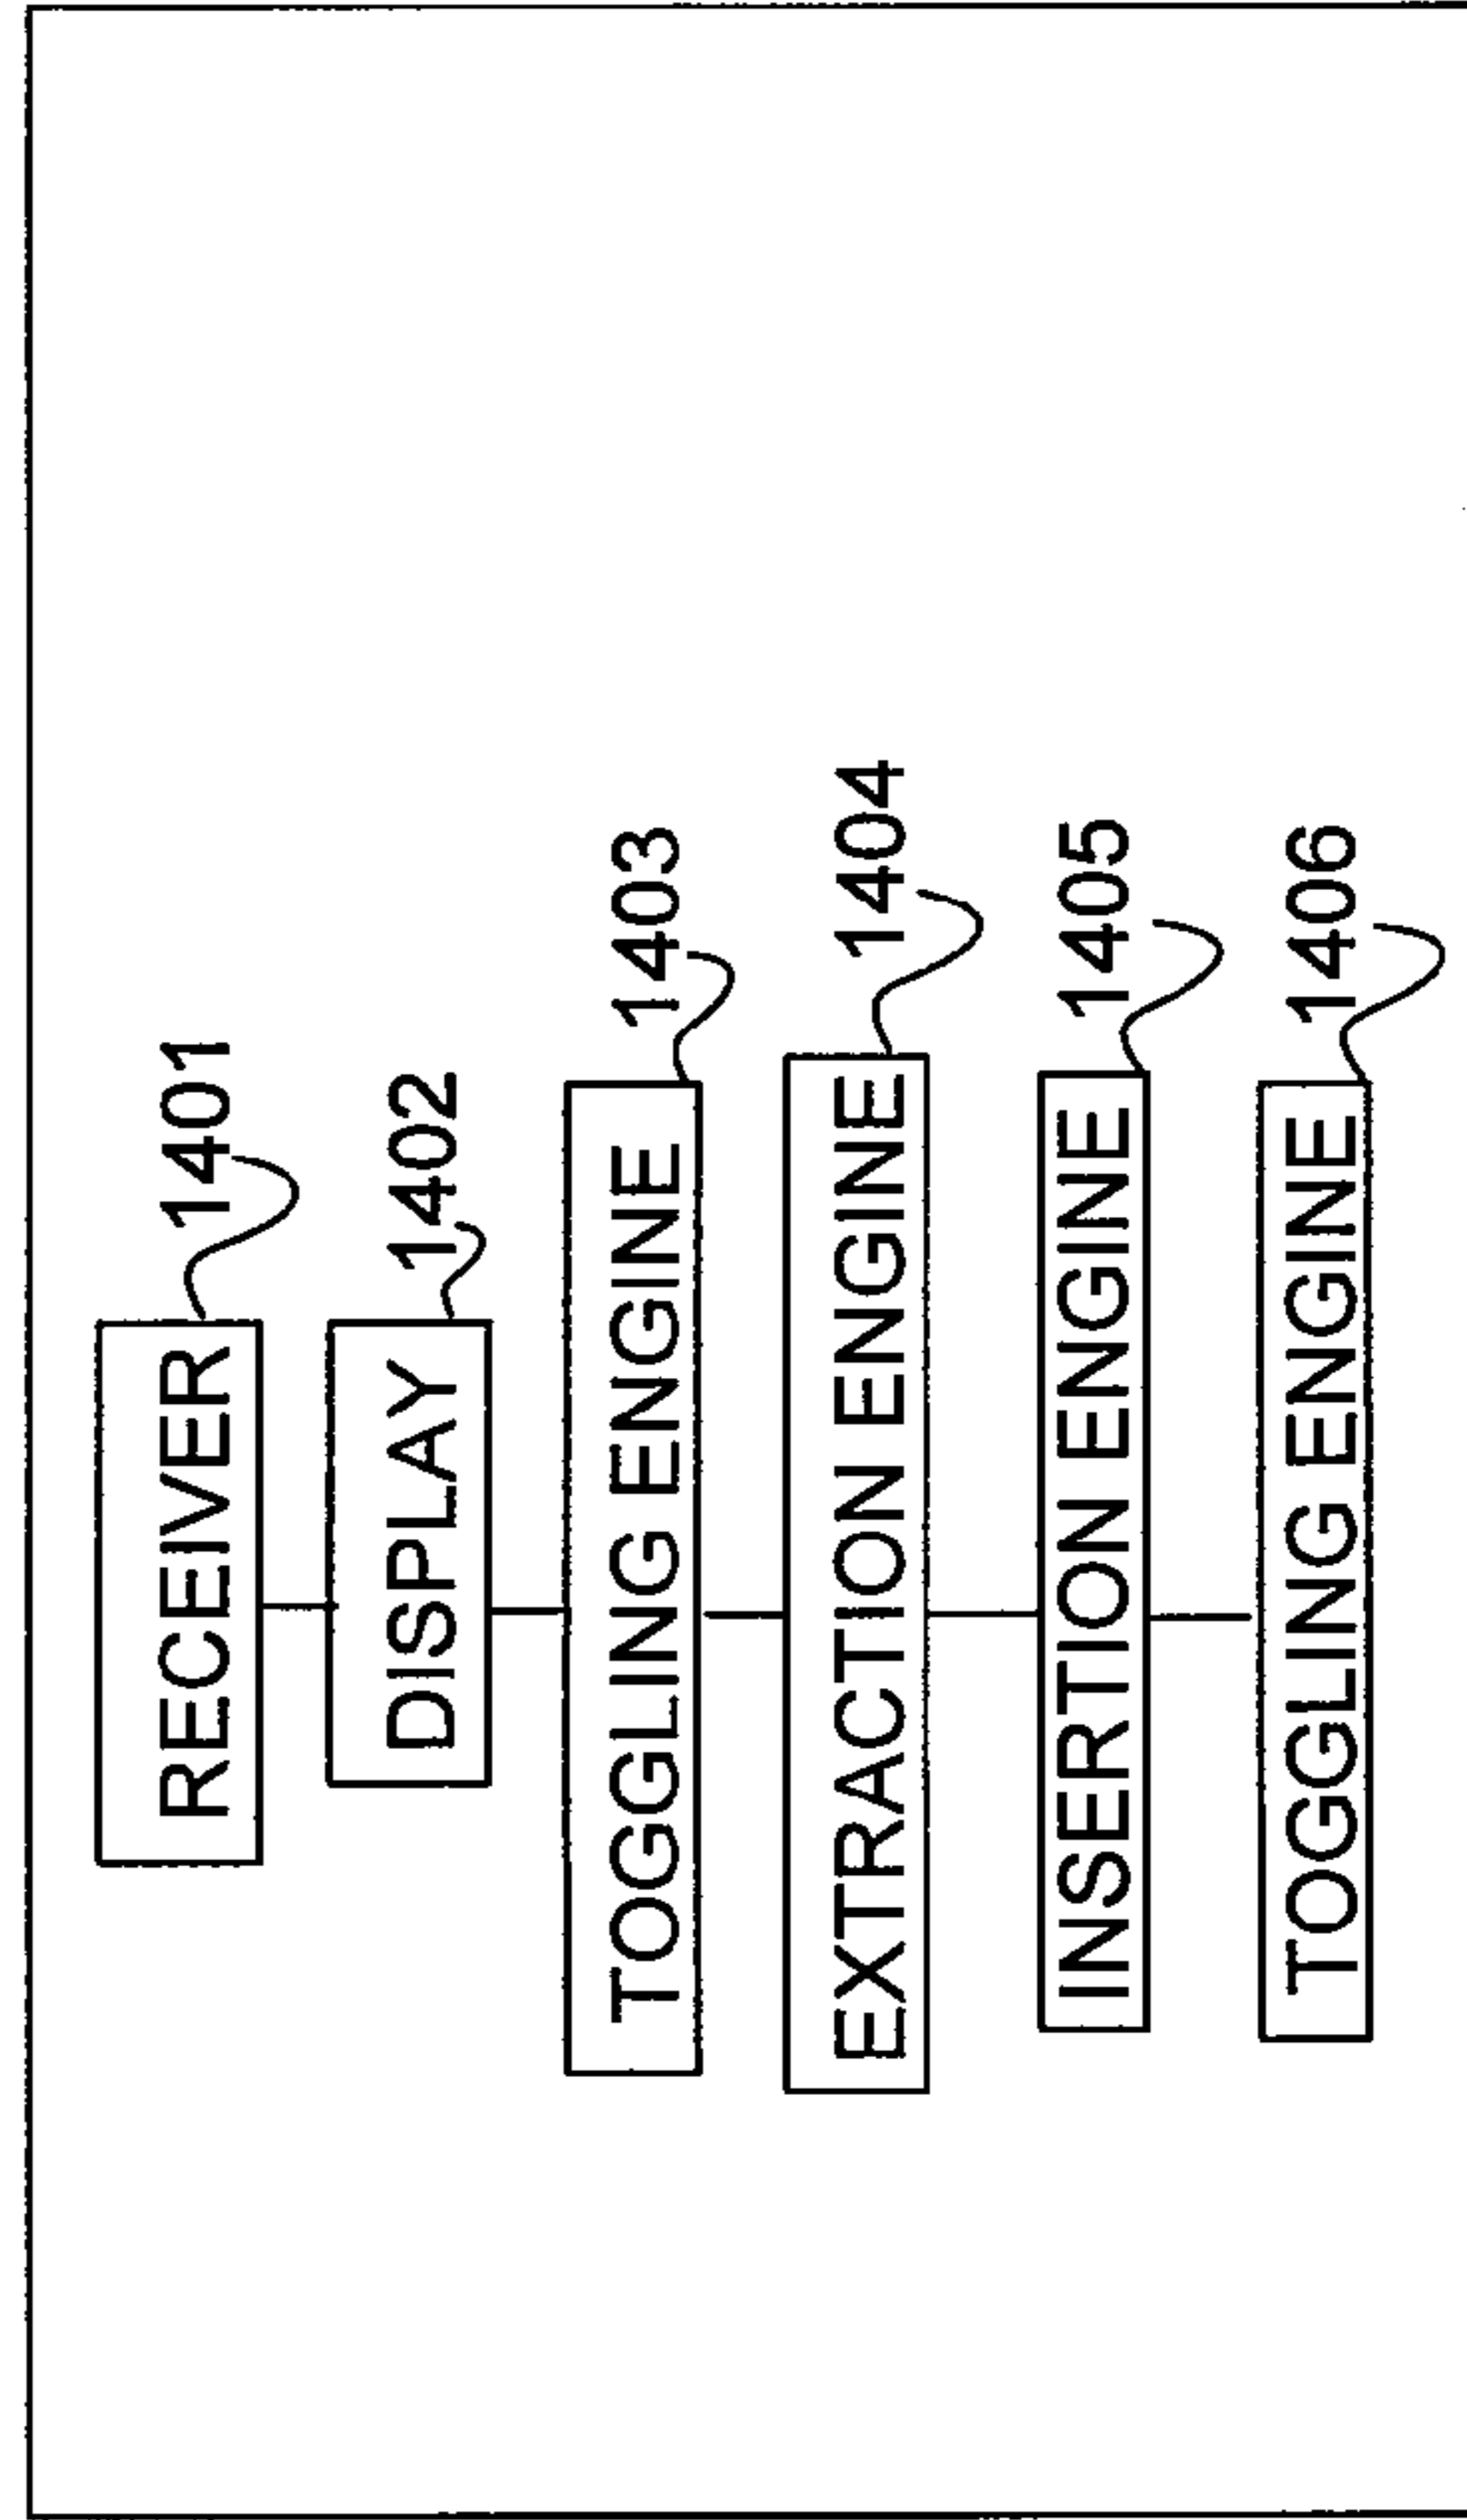 RECEIVER 1401
DISPLAY 1402
TOGGLING ENGINE 1403
EXTRACTION ENGINE 1404
INSERTION ENGINE 1405
TOGGLING ENGINE 1406